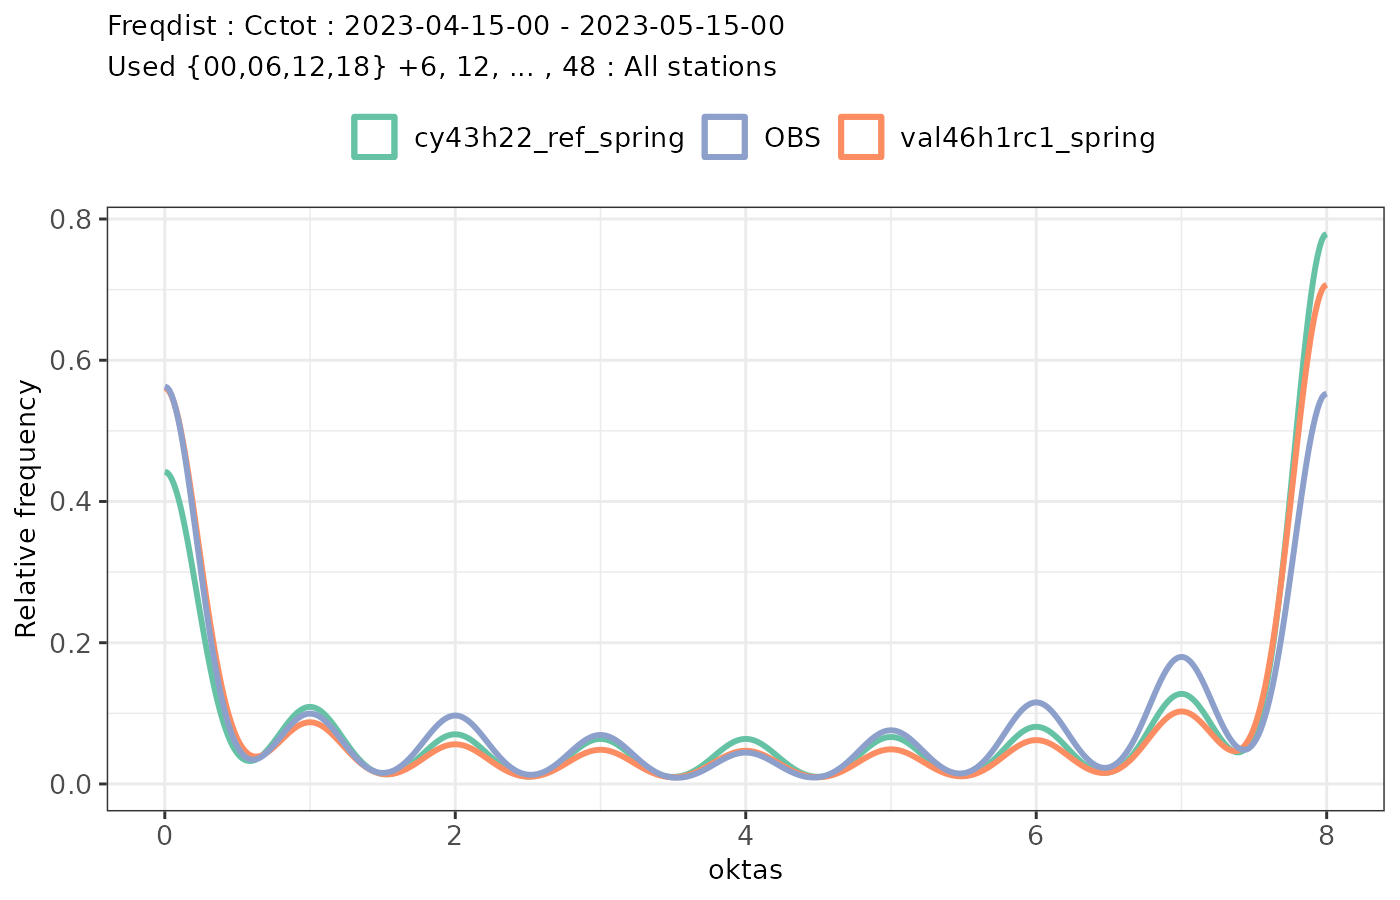 Freqdist : Cctot : 2023-04-15-00 - 2023-05-15-00
Used {00,06,12,18} +6, 12, ... , 48 : All stations
cy43h22_ref_spring OBS val46h1rc1_spring
0.8
0.6
0.4
0.2
0.0
Relative frequency
0 2 4 6 8
oktas